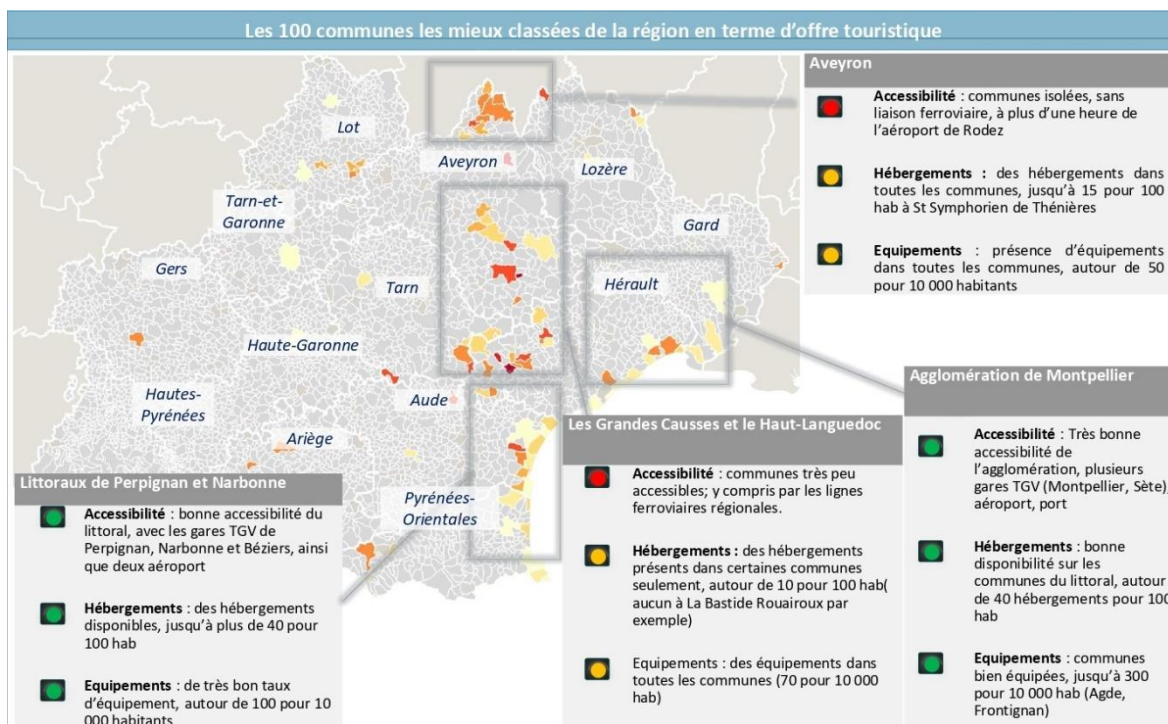 Les 100 communes les mieux classées de la région en terme d'offre touristique
Lot
Aveyron
Lozère
Tarn-et-
Garonne
Gard
Gers
Tarn
Hérault
Haute-Garonne
Hautes-
Pyrénées
Aude
Ariège
Pyrénées-
Orientales
Aveyron
Accessibilité : communes isolées, sans
liaison ferroviaire, à plus d'une heure de
l'aéroport de Rodez
Hébergements : des hébergements dans
toutes les communes, jusqu'à 15 pour 100
hab à St Symphorien de Thénières
Equipements : présence d'équipements
dans toutes les communes, autour de 50
pour 10 000 habitants
Littoraux de Perpignan et Narbonne
Accessibilité : bonne accessibilité du
littoral, avec les gares TGV de
Perpignan, Narbonne et Béziers, ainsi
que deux aéroport
Hébergements : des hébergements
disponibles, jusqu'à plus de 40 pour
100 hab
Equipements : de très bon taux
d'équipement, autour de 100 pour 10
000 habitants
Les Grandes Causses et le Haut-Languedoc
Accessibilité : communes très peu
accessibles; y compris par les lignes
ferroviaires régionales.
Hébergements : des hébergements
présents dans certaines communes
seulement, autour de 10 pour 100 hab(
aucun à La Bastide Rouairoux par
exemple)
Equipements : des équipements dans
toutes les communes (70 pour 10 000
hab)
Agglomération de Montpellier
Accessibilité : Très bonne
accessibilité de
l'agglomération, plusieurs
gares TGV (Montpellier, Sète)
aéroport, port
Hébergements : bonne
disponibilité sur les
communes du littoral, autour
de 40 hébergements pour 100
hab
Equipements : communes
bien équipées, jusqu'à 300
pour 10 000 hab (Agde,
Frontignan)